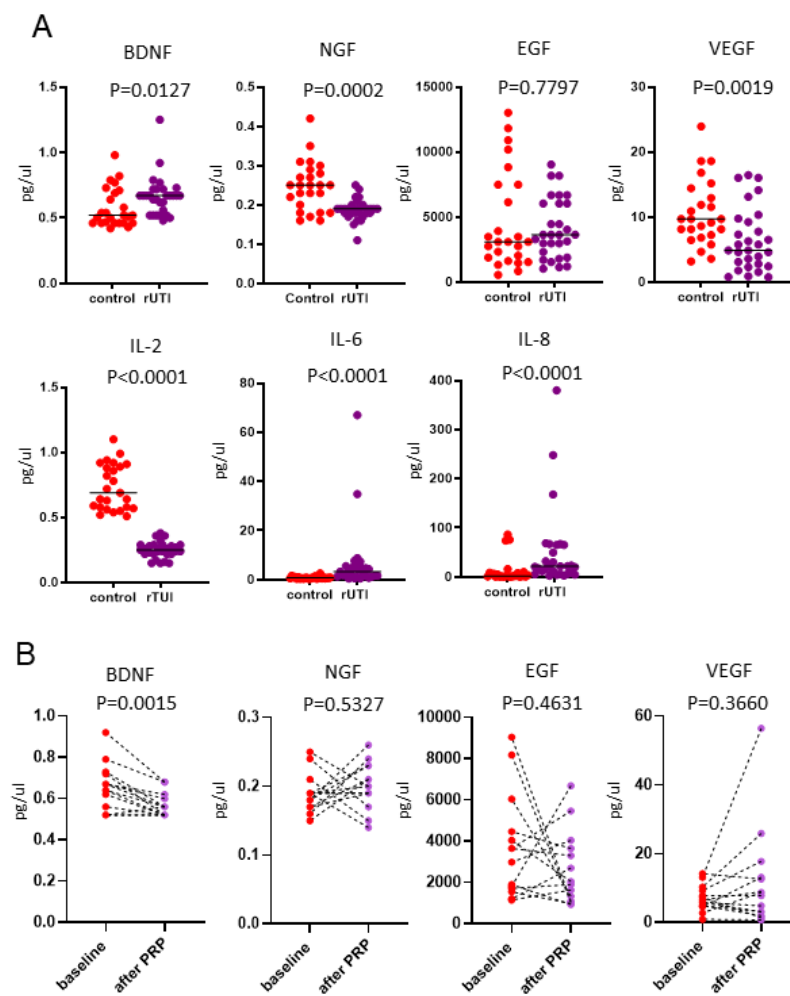 A
BDNF NGF EGF VEGF
P=0.0127 P=0.0002 P=0.7797 P=0.0019
1.5 0.5 15000 30
0.4
1.0 10000 20
0.3
pg/ul pg/ul pg/ul pg/ul
0.2
0.5 5000 10
0.1
0.0 0.0 0 0
control rUTI Control rUTI control rUTI control rUTI
IL-2 IL-6 IL-8
P<0.0001 P<0.0001 P<0.0001
1.5 80 400
60 300
1.0
pg/ul pg/ul pg/ul
40 200
0.5
20 100
0.0 0 0
control rTUI control rUTI control rUTI
B
BDNF NGF EGF VEGF
P=0.0015 P=0.5327 P=0.4631 P=0.3660
1.0 0.3 10000 60
0.8 8000
0.2 40
0.6 6000
pg/ul pg/ul pg/ul pg/ul
0.4 4000
0.1 20
0.2 2000
0.0 0.0 0 0
baseline after PRP baseline after PRP baseline after PRP baseline after PRP